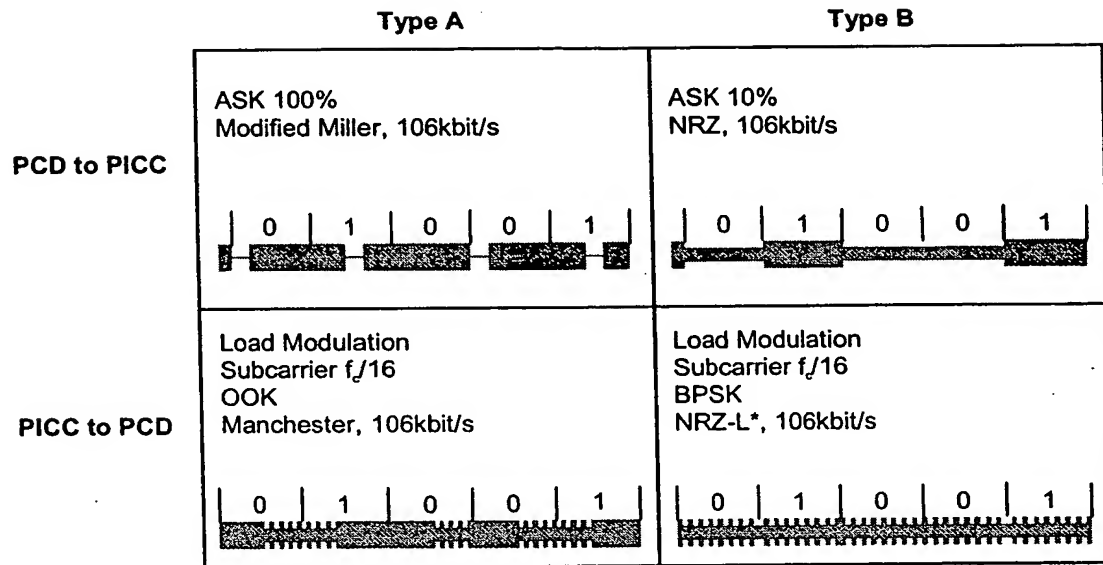 Type A
Type B
PCD to PICC
ASK 100%
Modified Miller, 106kbit/s
0 1 0 0 1
ASK 10%
NRZ, 106kbit/s
0 1 0 0 1
PICC to PCD
Load Modulation
Subcarrier fc/16
OOK
Manchester, 106kbit/s
0 1 0 0 1
Load Modulation
Subcarrier fc/16
BPSK
NRZ-L*, 106kbit/s
0 1 0 0 1